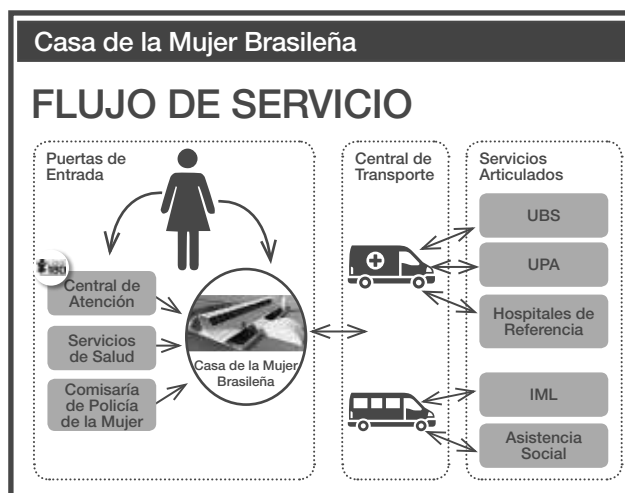 Casa de la Mujer Brasileña
FLUJO DE SERVICIO
Puertas de
Entrada
Central de
Atención
Servicios
de Salud
Comisaría
de Policía
de la Mujer
Casa de la Mujer
Brasileña
Central de
Transporte
Servicios
Articulados
UBS
UPA
Hospitales de
Referencia
IML
Asistencia
Social